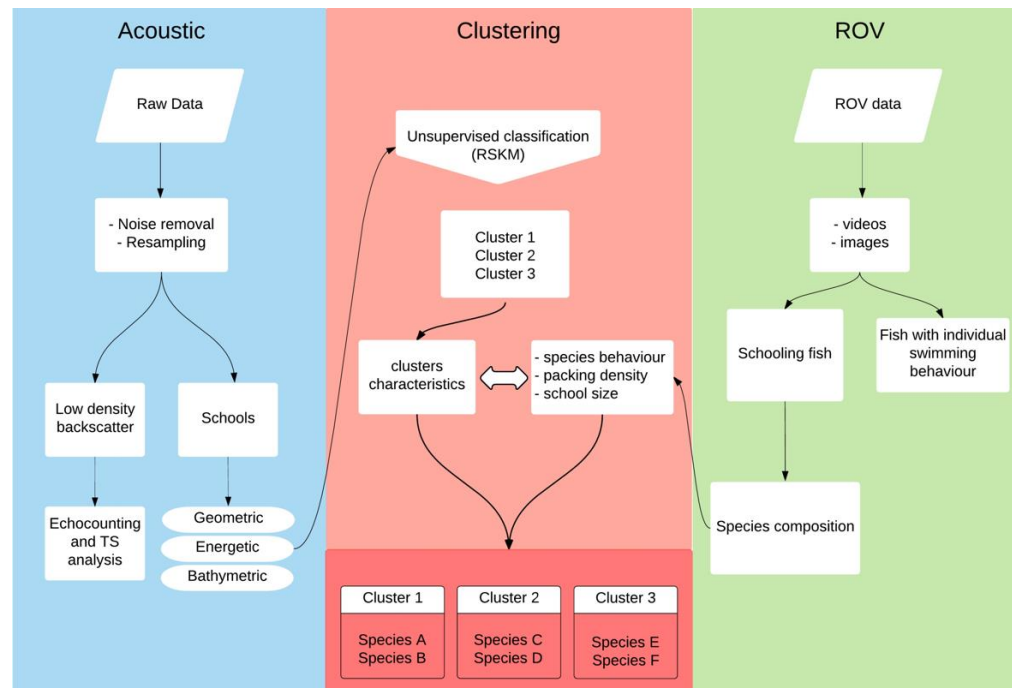 Acoustic
Raw Data
- Noise removal
- Resampling
Low density
backscatter
Schools
Echocounting
and TS
analysis
Geometric
Energetic
Bathymetric
Clustering
Unsupervised classification
(RSKM)
Cluster 1
Cluster 2
Cluster 3
clusters
characteristics
- species behaviour
- packing density
- school size
Cluster 1
Species A
Species B
Cluster 2
Species C
Species D
Cluster 3
Species E
Species F
ROV
ROV data
- videos
- images
Schooling fish
Fish with individual
swimming
behaviour
Species composition